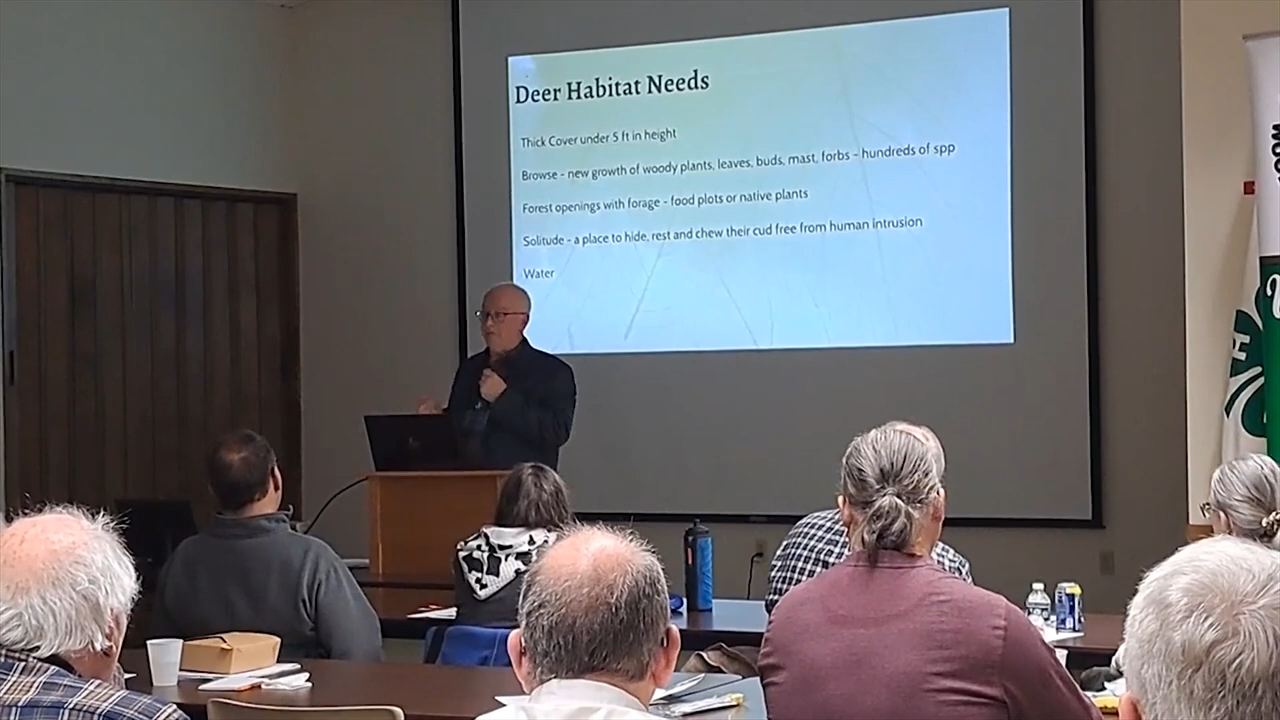 Deer Habitat Needs
Thick Cover under 5 ft in height
Browse - new growth of woody plants, leaves, buds, mast, forbs - hundreds of spp
Forest openings with forage - food plots or native plants
Solitude - a place to hide, rest and chew their cud free from human intrusion
Water
H